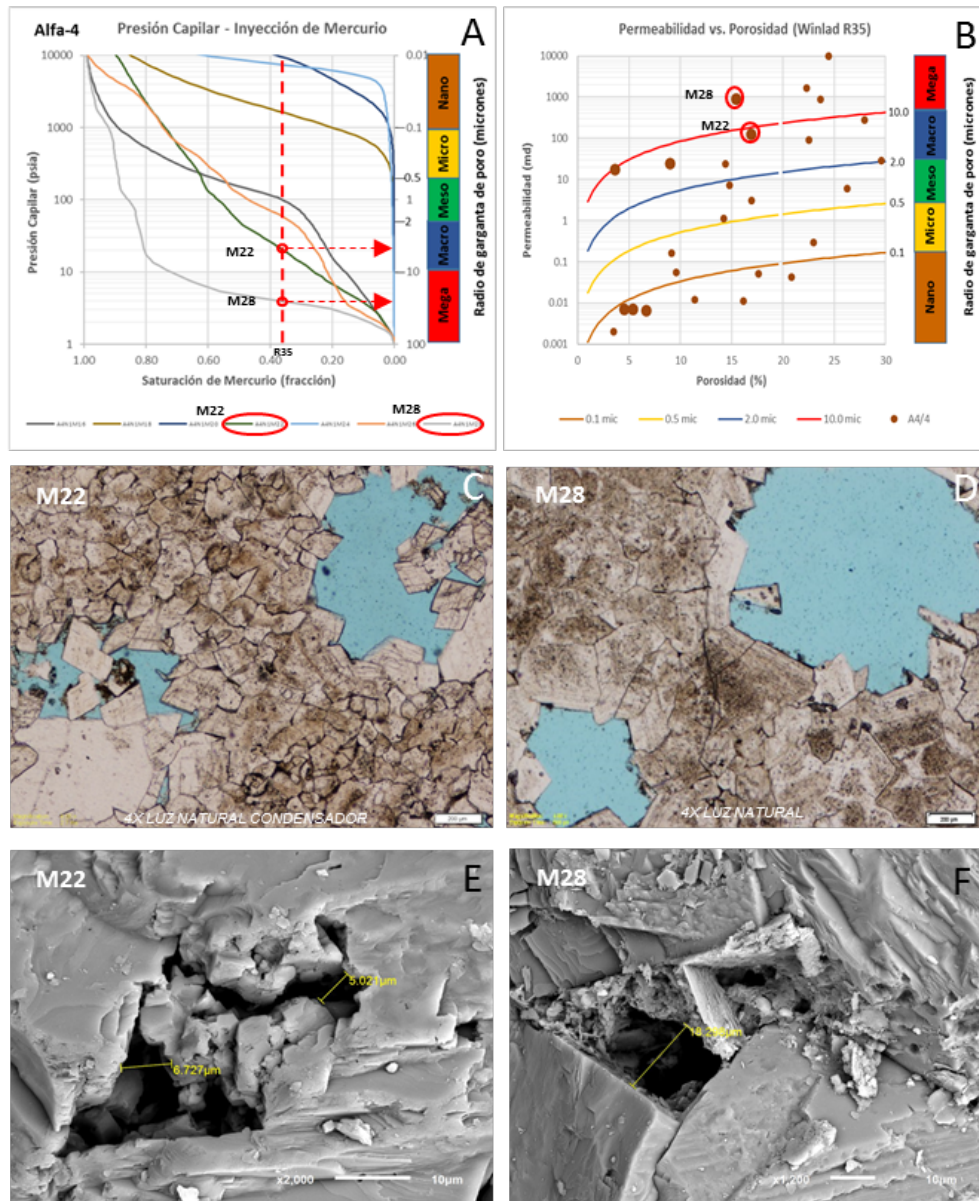 Alfa-4
Presión Capilar - Inyección de Mercurio
A
Presión Capilar (psia)
10000
1000
100
10
1
1.00 0.80 0.60 0.40 0.20 0.00
R35
Saturación de Mercurio (fracción)
M22
M28
0.01
0.1
0.5
1
2
10
100
Nano
Micro
Meso
Macro
Mega
Radio de garganta de poro (micrones)
M22
M28
A4N1M18
A4N1M20
A4N1M24
Permeabilidad vs. Porosidad (Winlad R35)
B
Permeabilidad (md)
10000
1000
100
10
1
0.1
0.01
0.001
0 5 10 15 20 25 30
Porosidad (%)
M28
M22
10.0
2.0
0.5
0.1
Mega
Macro
Meso
Micro
Nano
Radio de garganta de poro (micrones)
0.1 mic
0.5 mic
2.0 mic
10.0 mic
A4/4
M22
C
4X LUZ NATURAL CONDENSADOR
200 µm
M28
D
4X LUZ NATURAL
200 µm
M22
E
5.021µm
6.727µm
x2,000
10µm
M28
F
x1,200
10µm